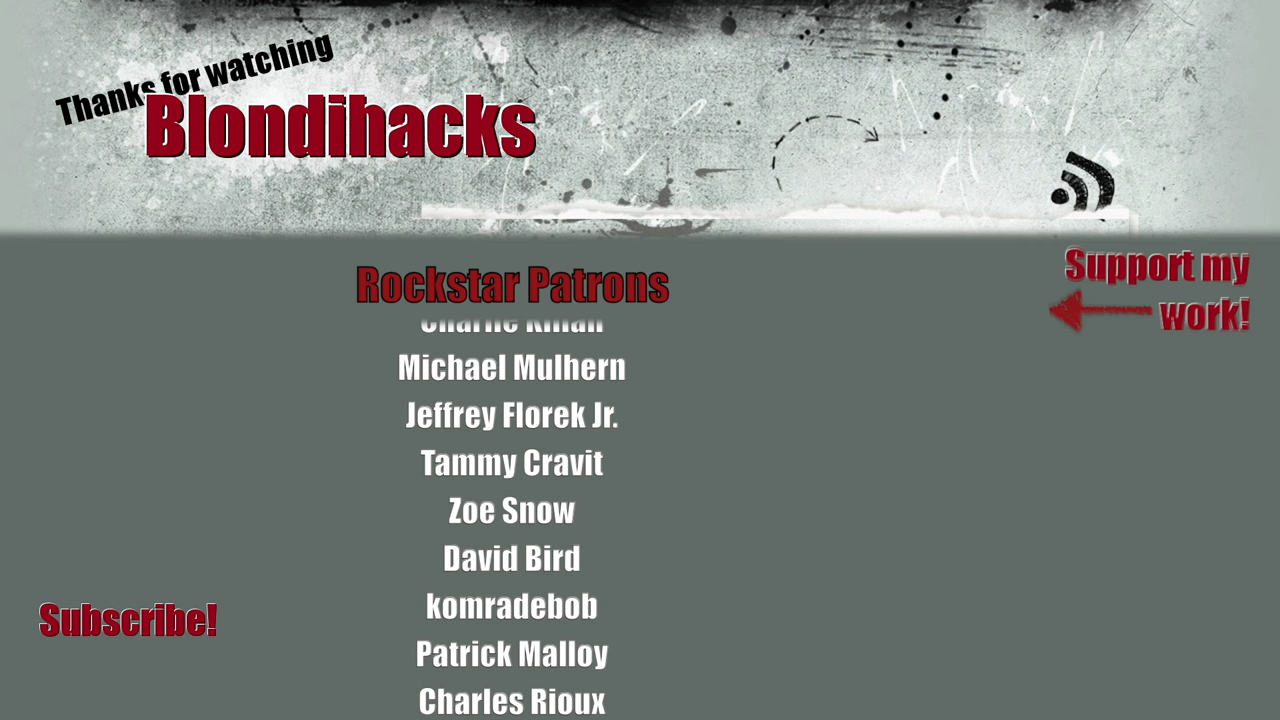 Thanks for watching
Blondihacks
Support my
work!
Rockstar Patrons
Michael Mulhern
Jeffrey Florek Jr.
Tammy Cravit
Zoe Snow
David Bird
komradebob
Patrick Malloy
Charles Rioux
Subscribe!